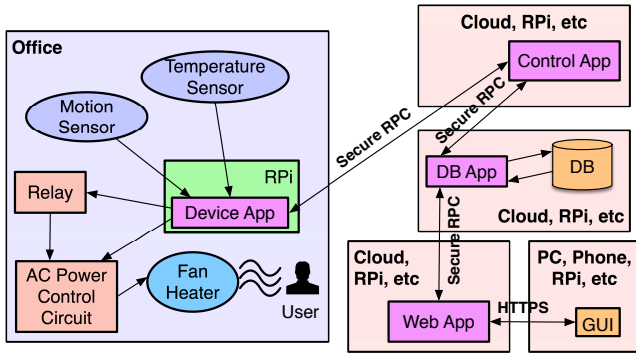 Office
Temperature
Sensor
Motion
Sensor
RPi
Device App
Relay
AC Power
Control
Circuit
Fan
Heater
User
Cloud, RPi, etc
Control App
Secure RPC
Secure RPC
DB App
DB
Cloud, RPi, etc
Secure RPC
Cloud,
RPi, etc
Web App
HTTPS
PC, Phone,
RPi, etc
GUI